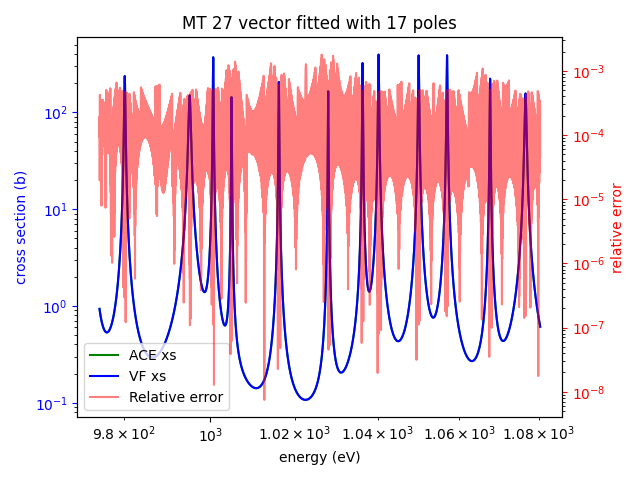 MT 27 vector fitted with 17 poles
cross section (b)
10² 10¹ 10⁰ 10⁻¹
10⁻³ 10⁻⁴ 10⁻⁵ 10⁻⁶ 10⁻⁷ 10⁻⁸
relative error
ACE xs
VF xs
Relative error
9.8 × 10² 10³ 1.02 × 10³ 1.04 × 10³ 1.06 × 10³ 1.08 × 10³
energy (eV)